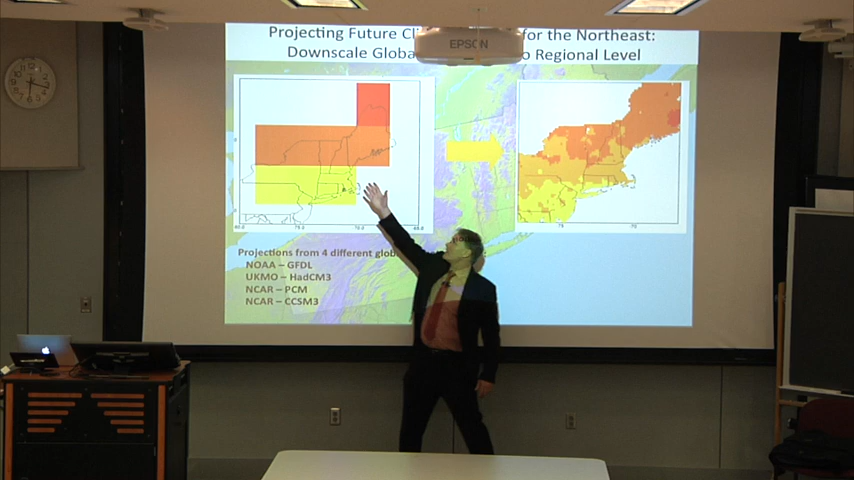 Projecting Future Cli for the Northeast:
EPSON
Downscale Globa o Regional Level
Projections from 4 different glob
NOAA – GFDL
UKMO – HadCM3
NCAR – PCM
NCAR – CCSM3